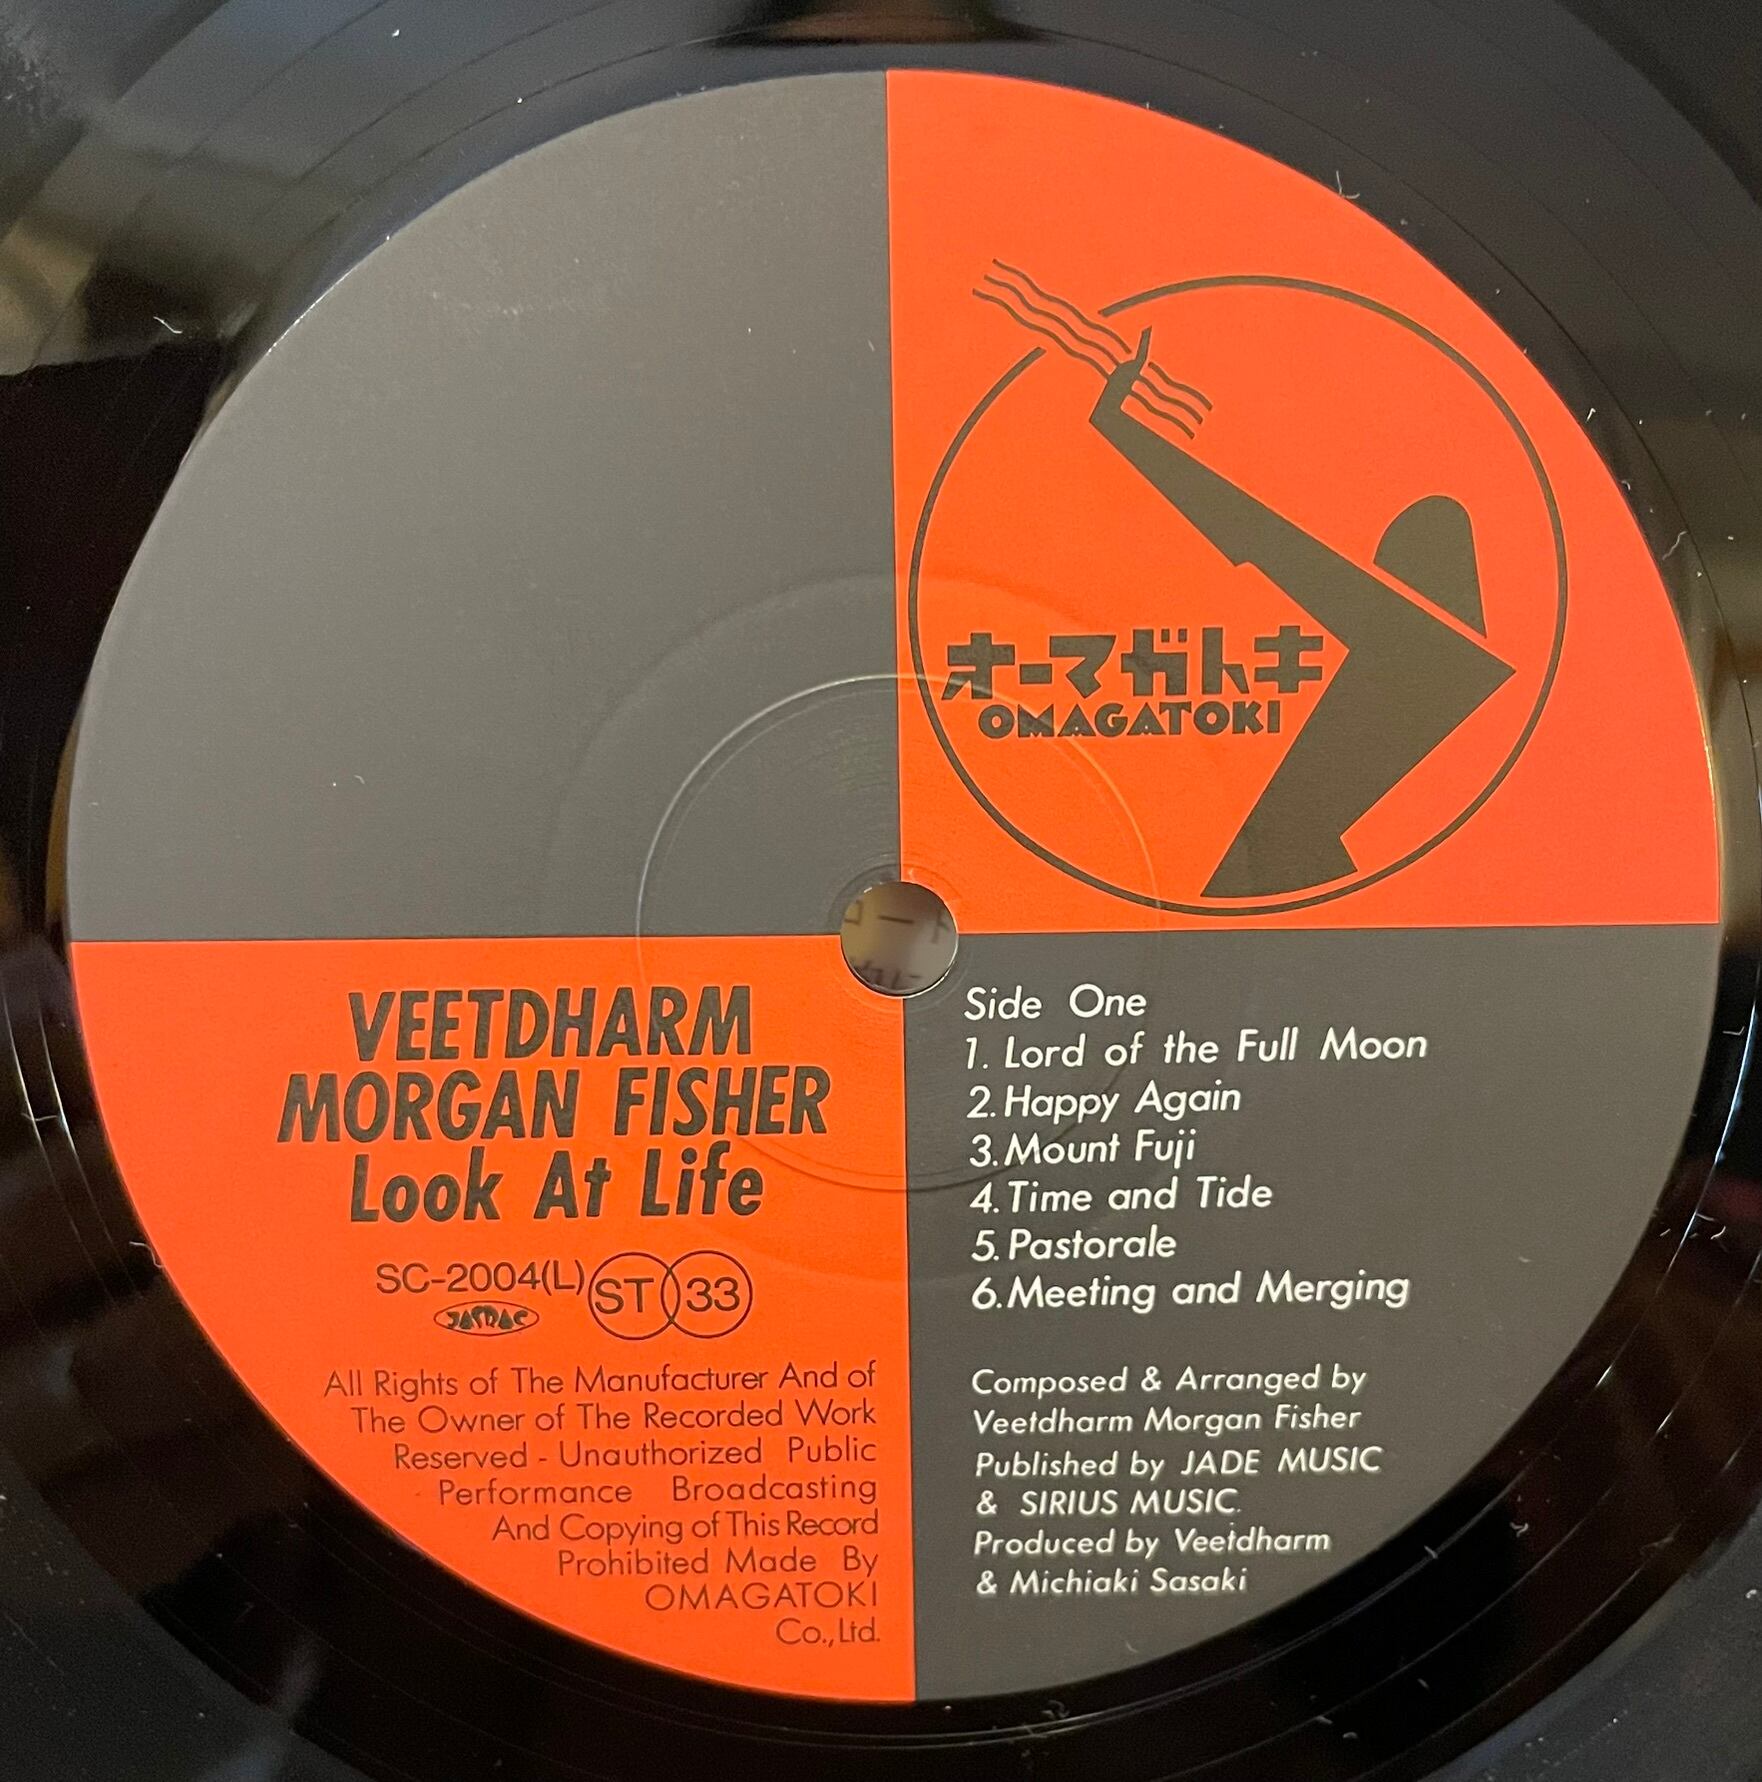 オーマガトキ
OMAGATOKI
VEETDHARM
MORGAN FISHER
Look At Life
SC-2004(L) ST 33
JASRAC
All Rights of The Manufacturer And of
The Owner of The Recorded Work
Reserved - Unauthorized Public
Performance Broadcasting
And Copying of This Record
Prohibited Made By
OMAGATOKI
Co., Ltd.
Side One
1. Lord of the Full Moon
2. Happy Again
3. Mount Fuji
4. Time and Tide
5. Pastorale
6. Meeting and Merging
Composed & Arranged by
Veetdharm Morgan Fisher
Published by JADE MUSIC
& SIRIUS MUSIC.
Produced by Veetdharm
& Michiaki Sasaki